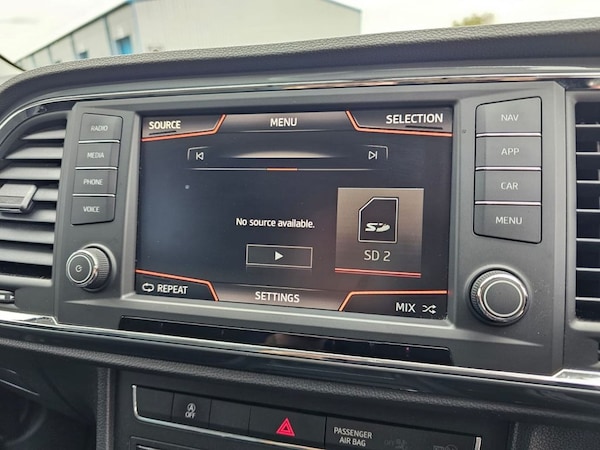 RADIO
MEDIA
PHONE
VOICE
SOURCE
MENU
SELECTION
No source available.
SD
SD 2
REPEAT
SETTINGS
MIX
NAV
APP
CAR
MENU
A
OFF
PASSENGER
AIR BAG